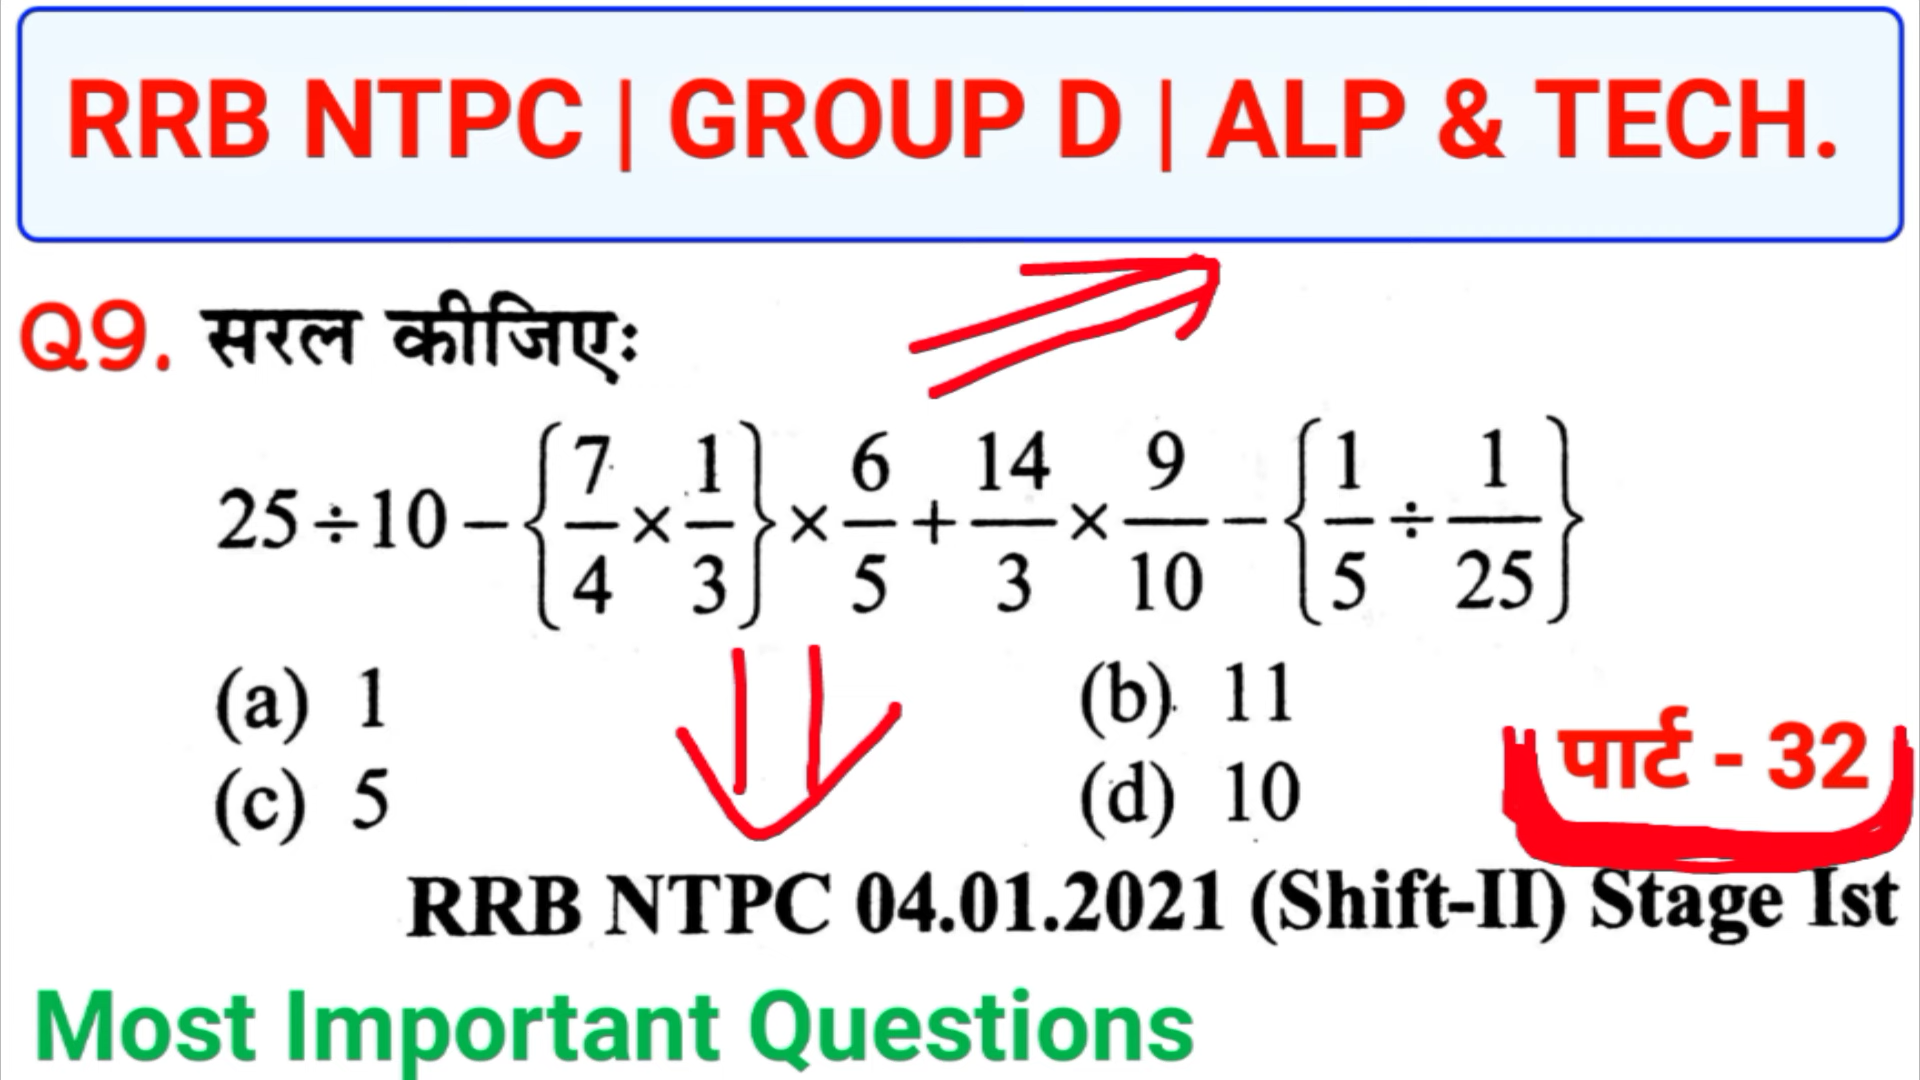 RRB NTPC | GROUP D | ALP & TECH.
Q9. सरल कीजिएः
25÷10−{7/4×1/3}×6/5+14/3×9/10−{1/5÷1/25}
(a) 1 (b) 11
(c) 5 (d) 10
पार्ट - 32
RRB NTPC 04.01.2021 (Shift-II) Stage Ist
Most Important Questions